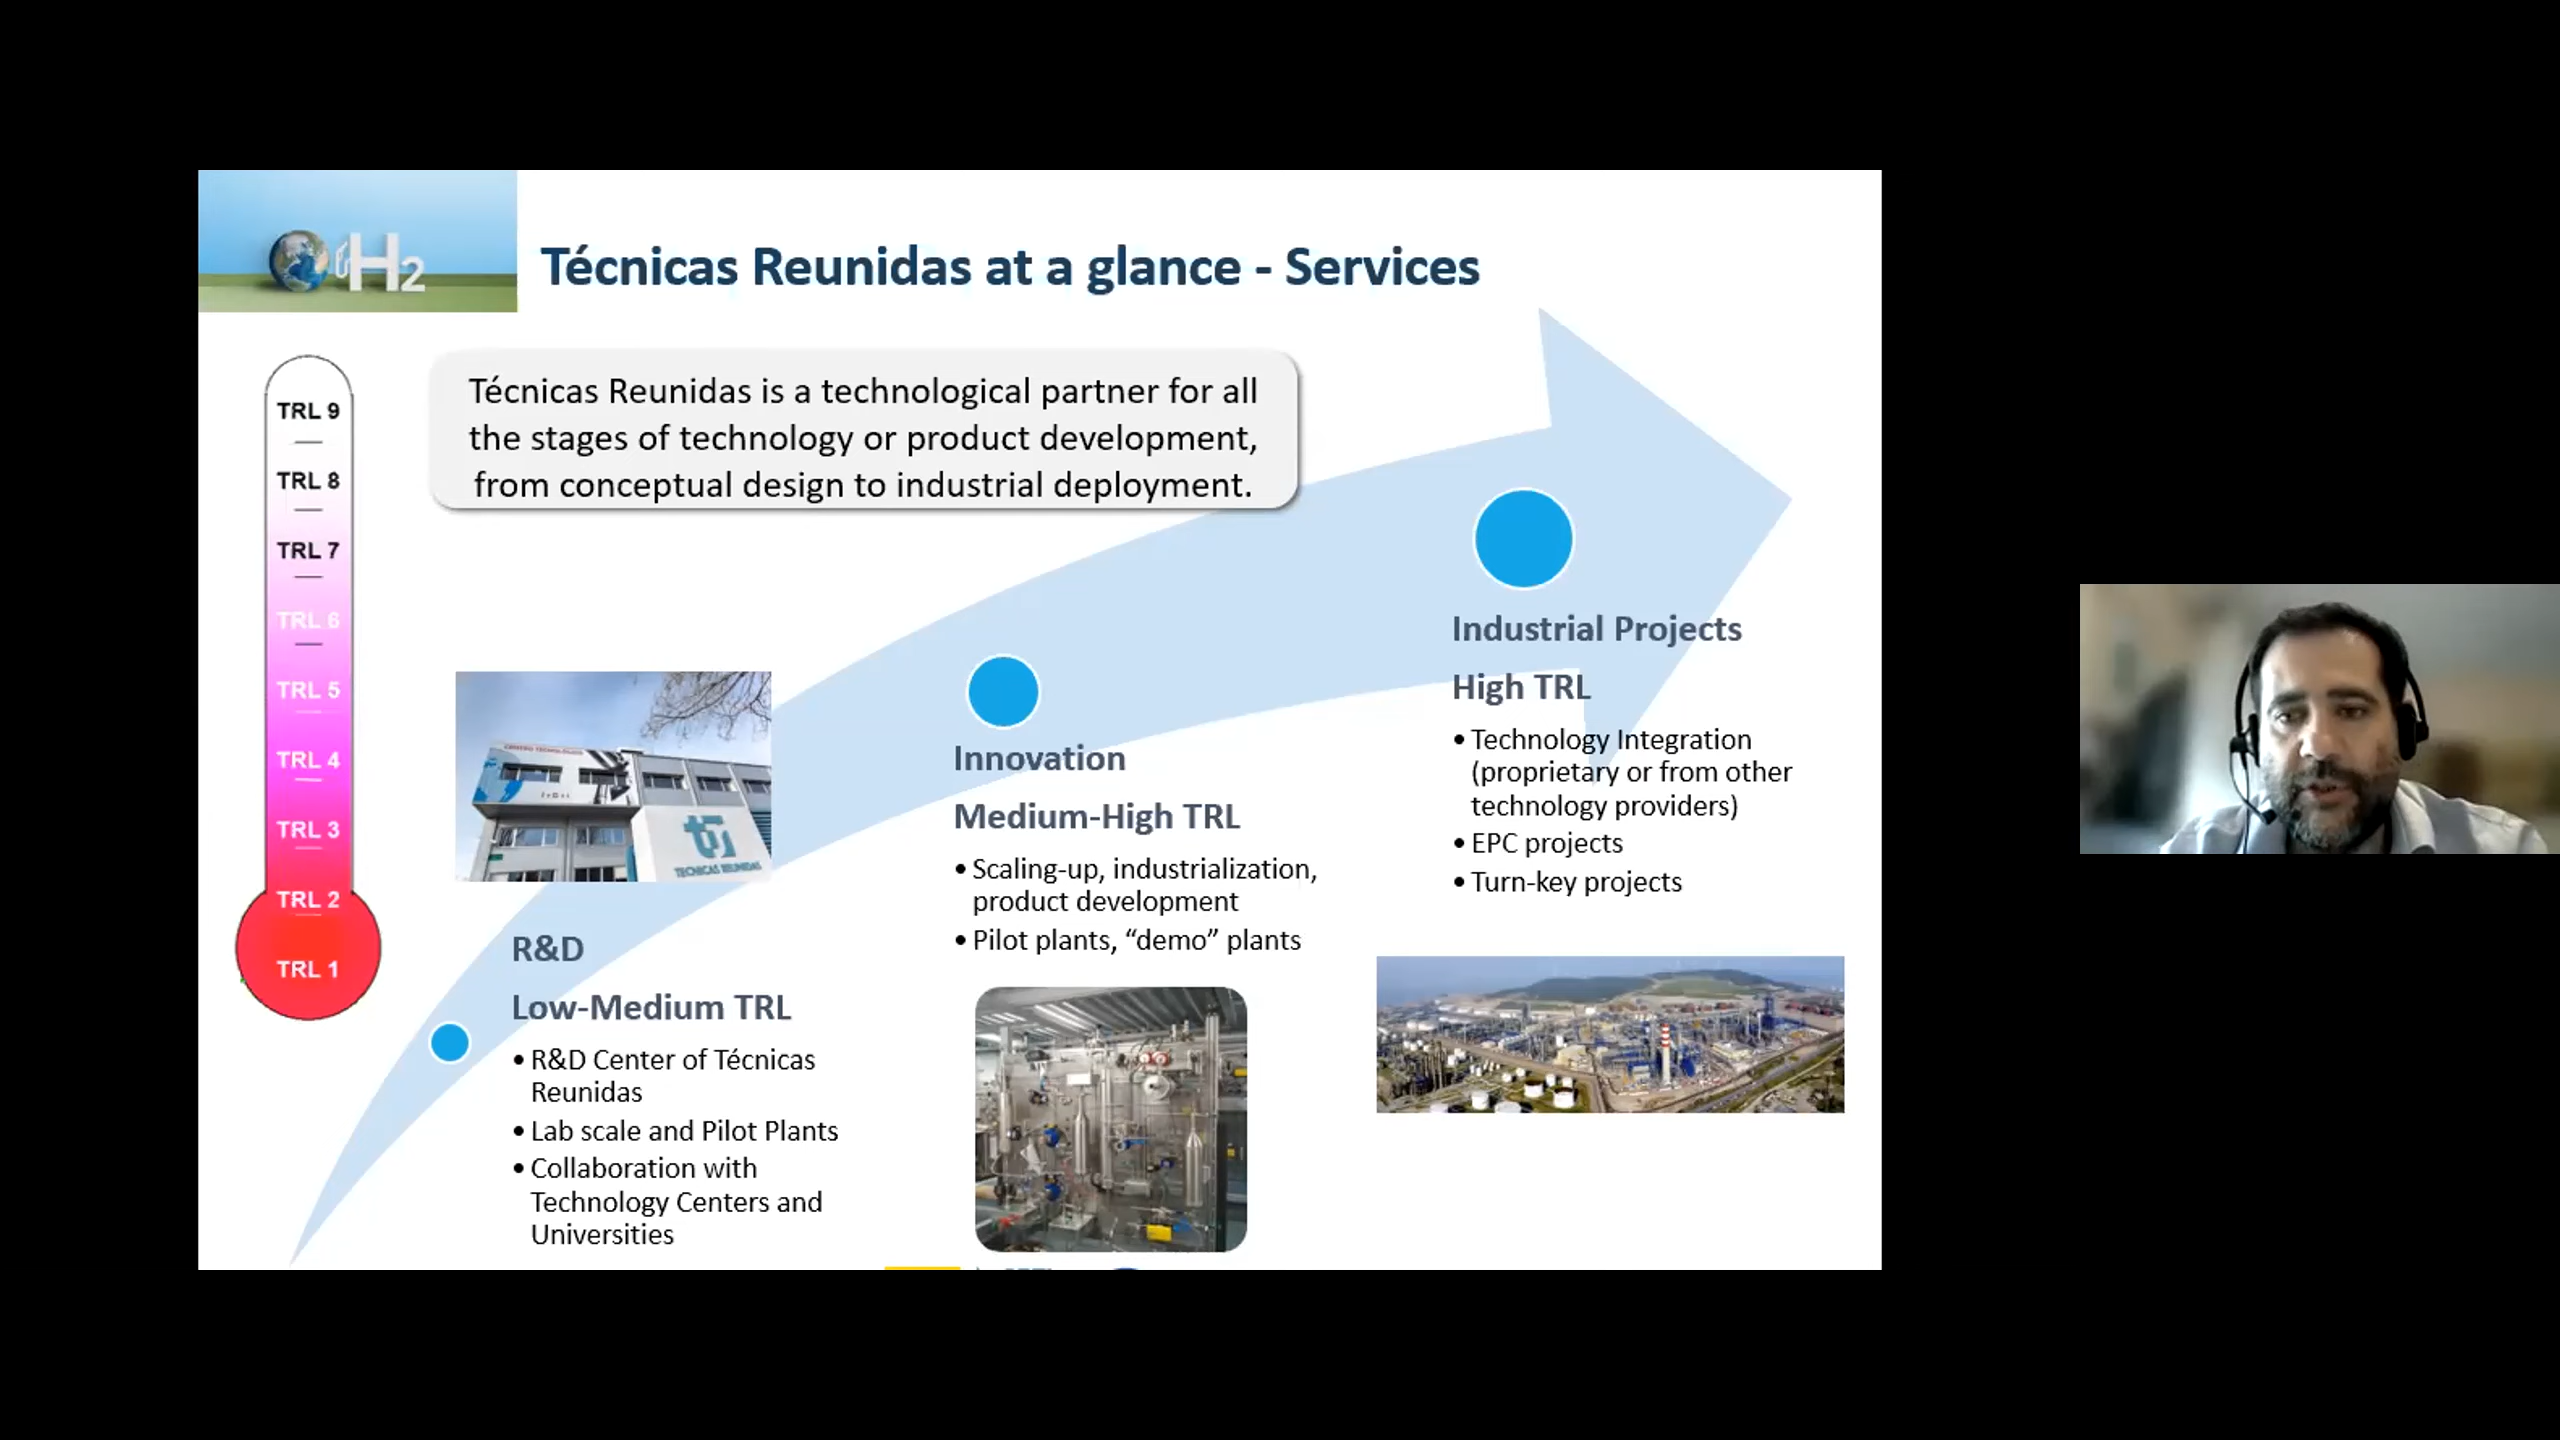 H2
Técnicas Reunidas at a glance - Services
Técnicas Reunidas is a technological partner for all
the stages of technology or product development,
from conceptual design to industrial deployment.
TRL 9
TRL 8
TRL 7
TRL 6
TRL 5
TRL 4
TRL 3
TRL 2
TRL 1
TECNICAS REUNIDAS
R&D
Low-Medium TRL
• R&D Center of Técnicas
Reunidas
• Lab scale and Pilot Plants
• Collaboration with
Technology Centers and
Universities
Innovation
Medium-High TRL
• Scaling-up, industrialization,
product development
• Pilot plants, “demo” plants
Industrial Projects
High TRL
• Technology Integration
(proprietary or from other
technology providers)
• EPC projects
• Turn-key projects